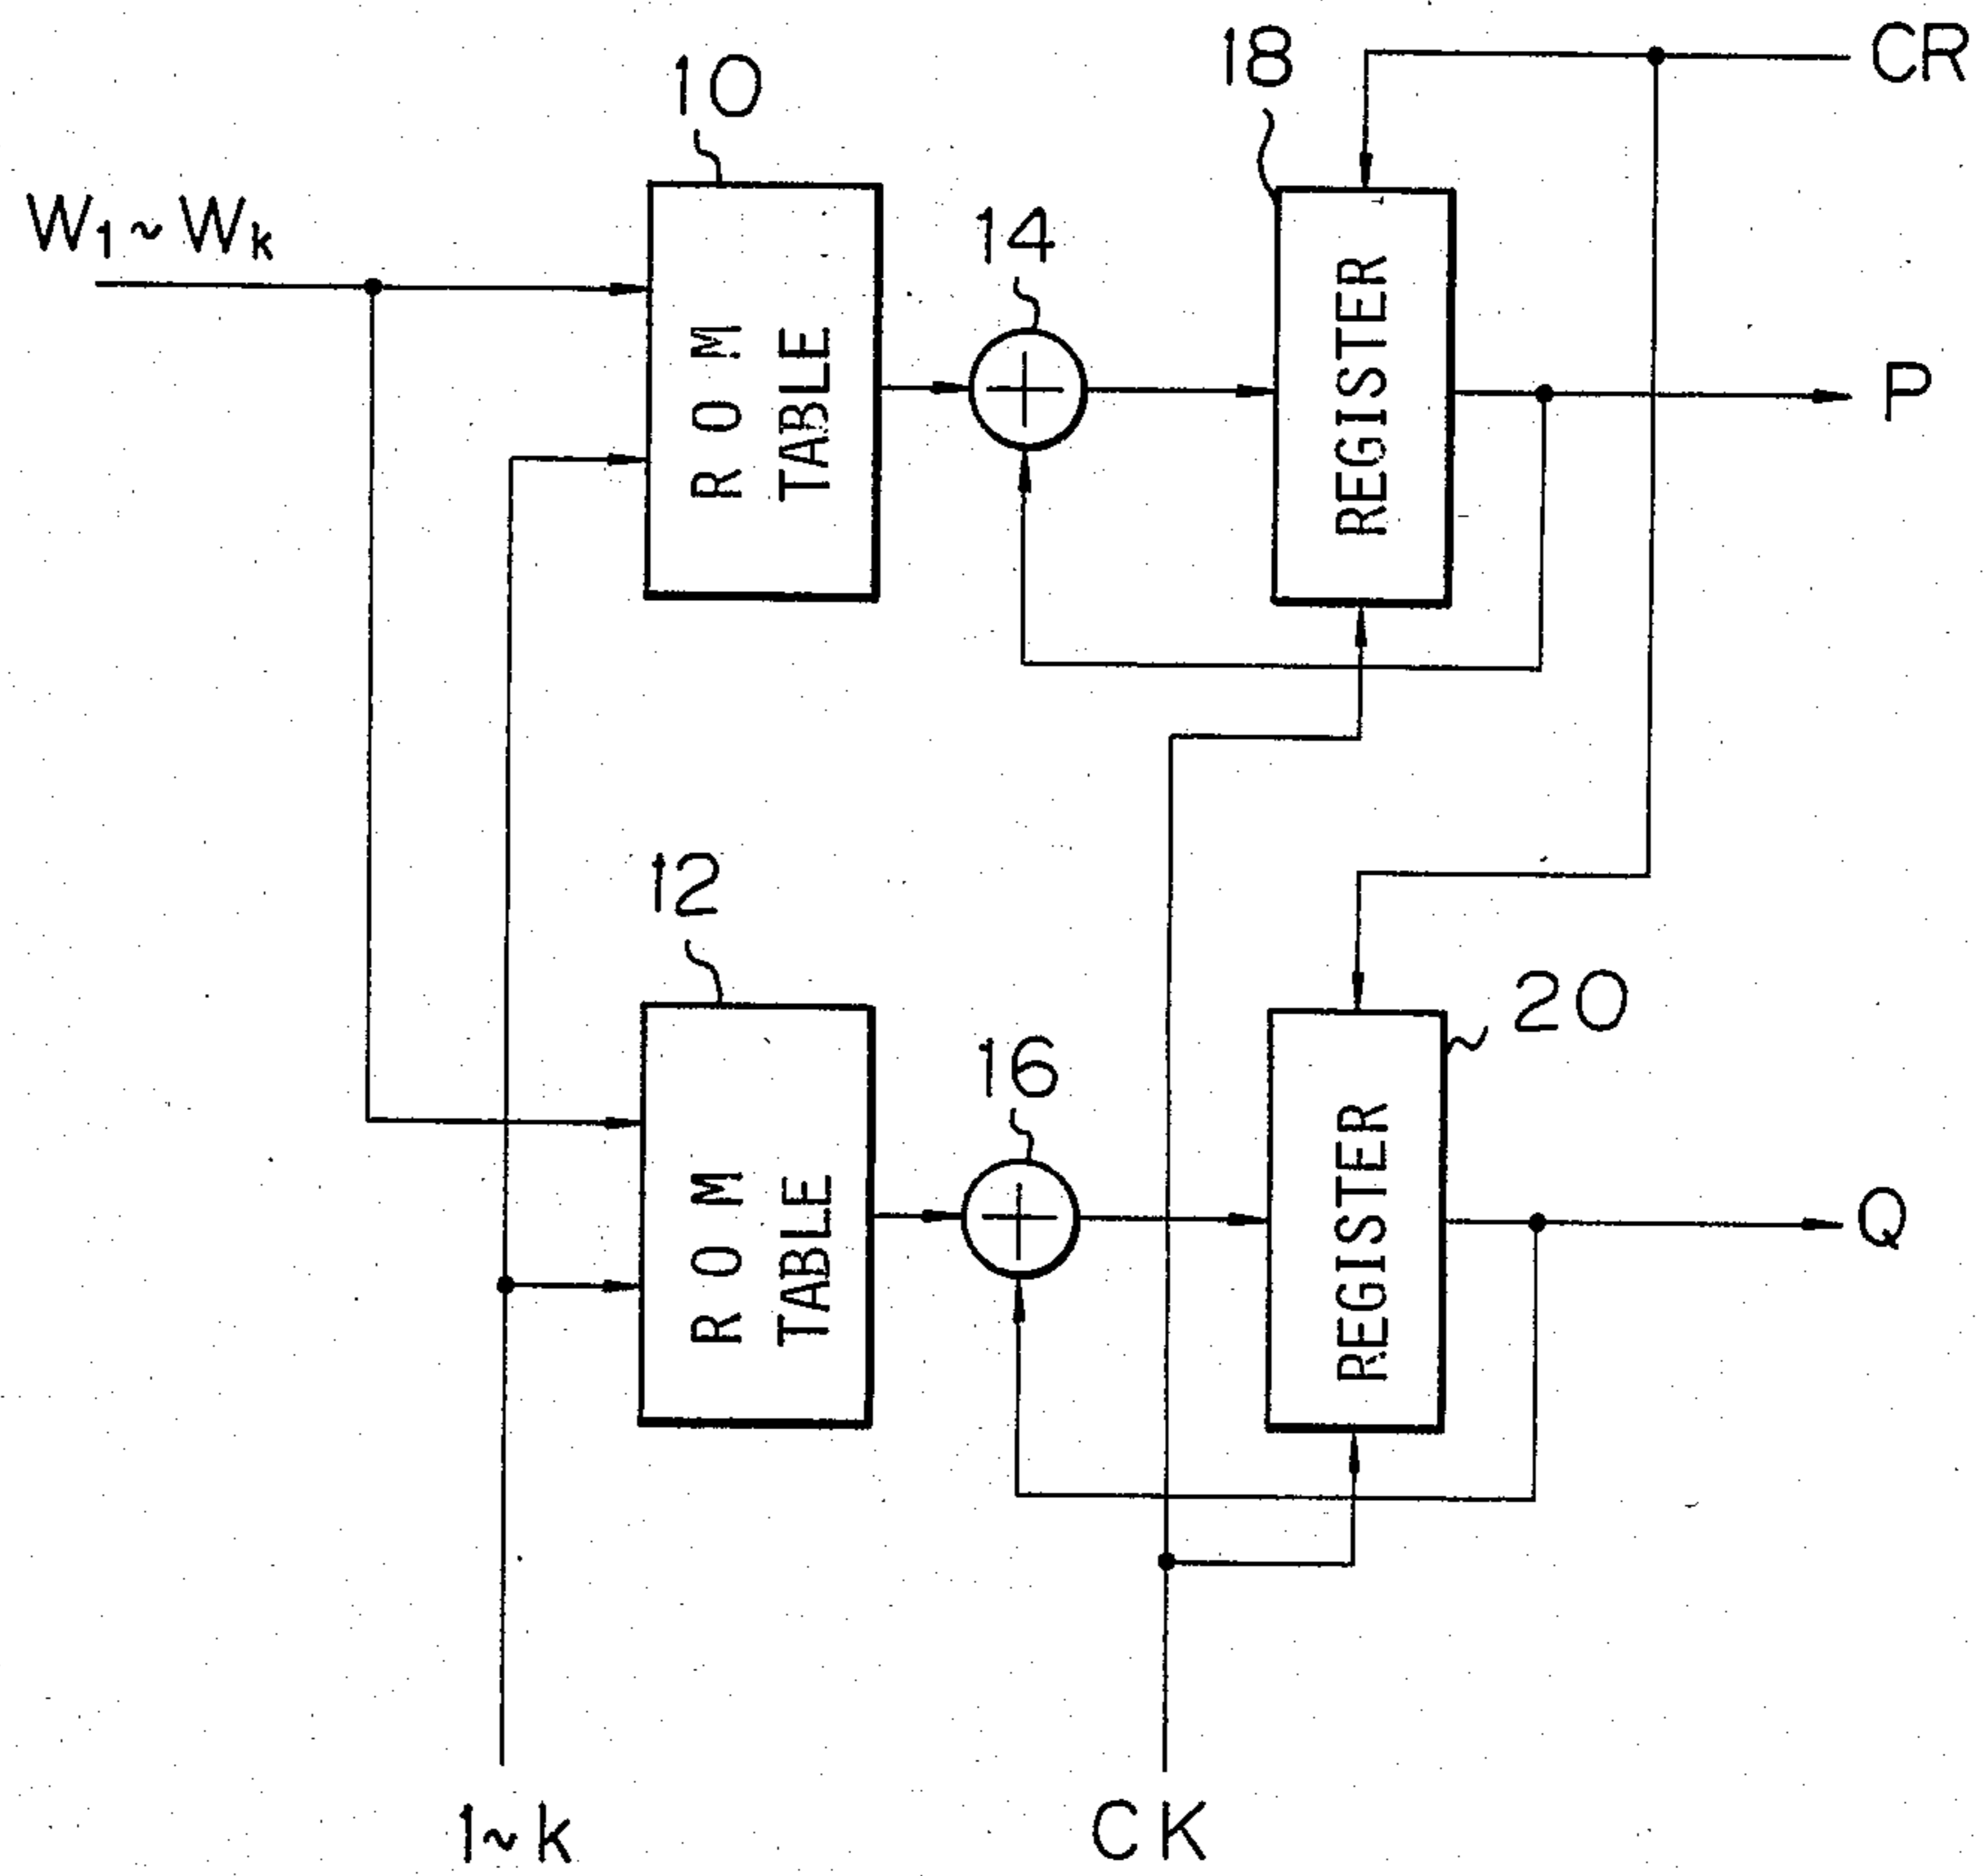 CR
18
10
W1~Wk
14
ROM
TABLE
REGISTER
P
12
20
16
ROM
TABLE
REGISTER
Q
1~k
CK